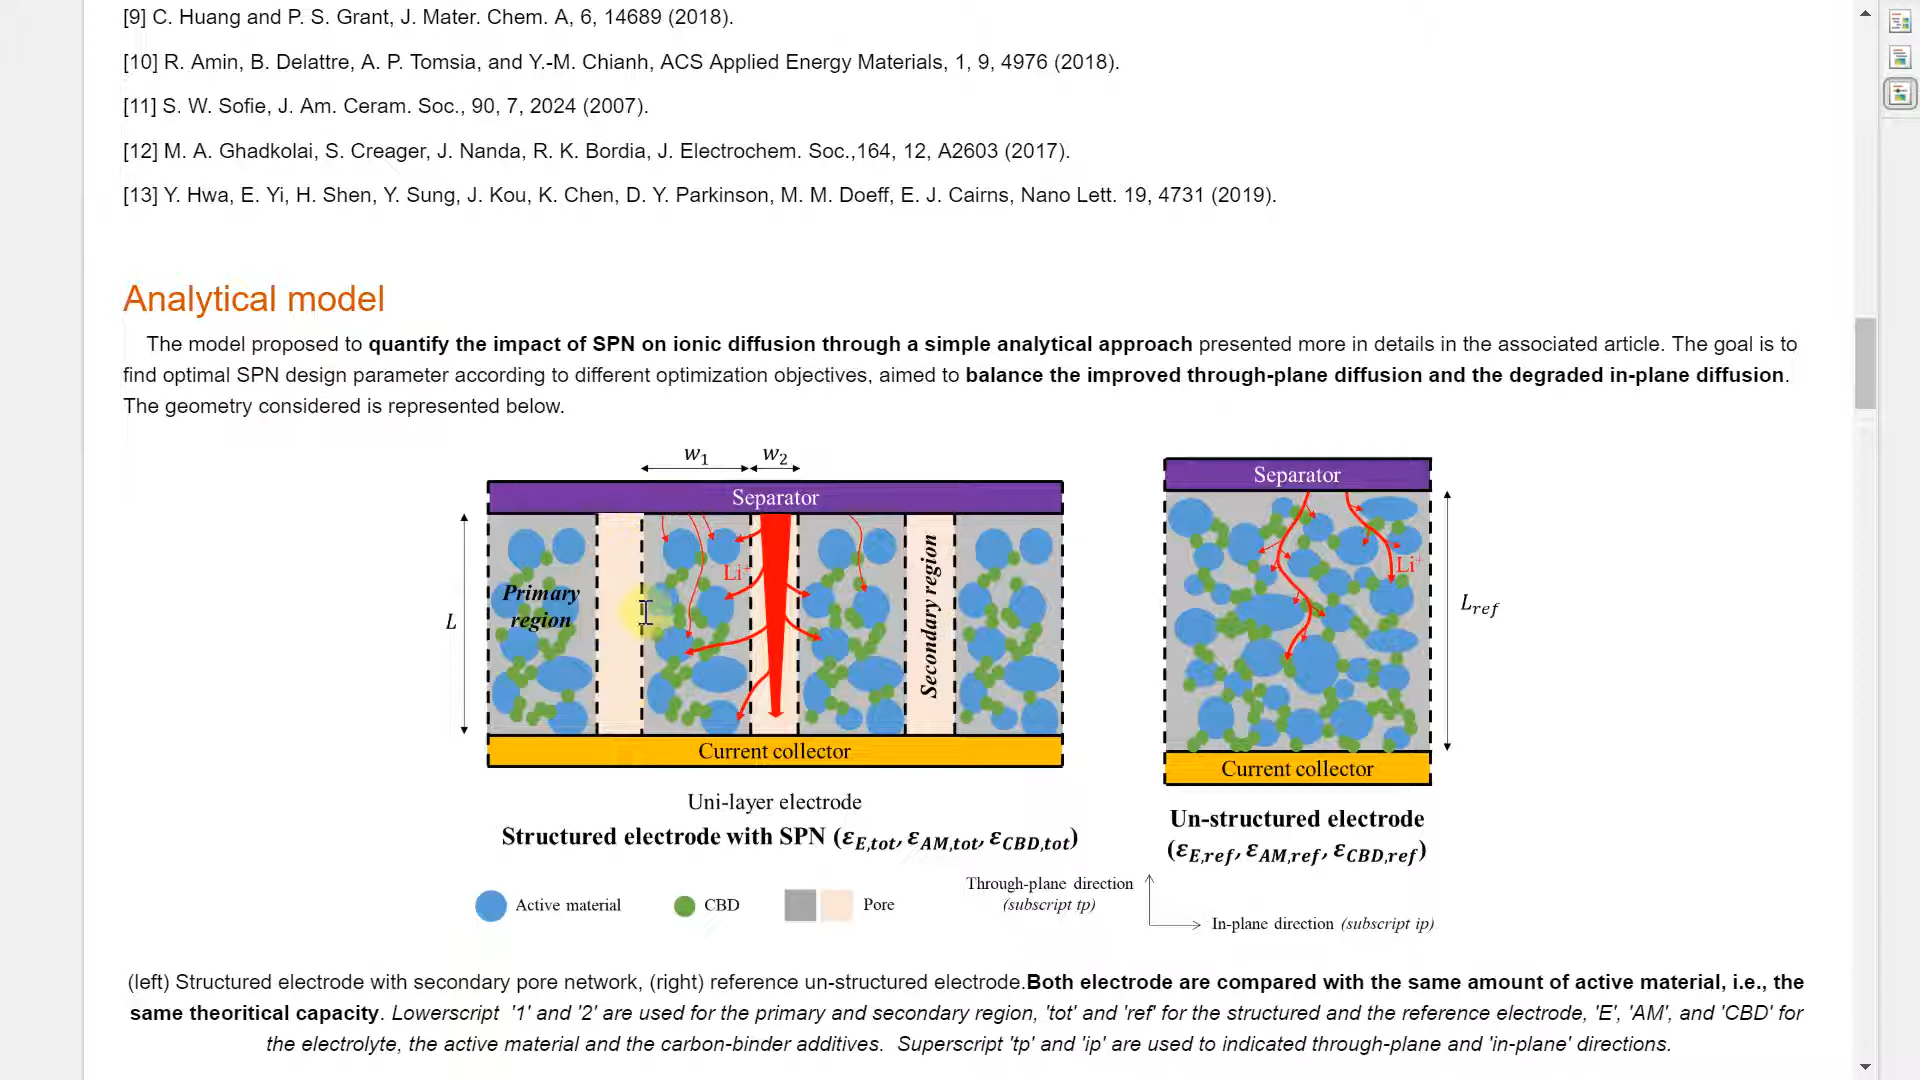 [9] C. Huang and P. S. Grant, J. Mater. Chem. A, 6, 14689 (2018).
[10] R. Amin, B. Delattre, A. P. Tomsia, and Y.-M. Chianh, ACS Applied Energy Materials, 1, 9, 4976 (2018).
[11] S. W. Sofie, J. Am. Ceram. Soc., 90, 7, 2024 (2007).
[12] M. A. Ghadkolai, S. Creager, J. Nanda, R. K. Bordia, J. Electrochem. Soc.,164, 12, A2603 (2017).
[13] Y. Hwa, E. Yi, H. Shen, Y. Sung, J. Kou, K. Chen, D. Y. Parkinson, M. M. Doeff, E. J. Cairns, Nano Lett. 19, 4731 (2019).
Analytical model
The model proposed to quantify the impact of SPN on ionic diffusion through a simple analytical approach presented more in details in the associated article. The goal is to
find optimal SPN design parameter according to different optimization objectives, aimed to balance the improved through-plane diffusion and the degraded in-plane diffusion.
The geometry considered is represented below.
w₁ w₂
Separator
Primary
region
Li⁺
Secondary region
L
Current collector
Uni-layer electrode
Structured electrode with SPN (ε_E,tot, ε_AM,tot, ε_CBD,tot)
Separator
Li⁺
L_ref
Current collector
Un-structured electrode
(ε_E,ref, ε_AM,ref, ε_CBD,ref)
Active material
CBD
Pore
Through-plane direction
(subscript tp)
In-plane direction (subscript ip)
(left) Structured electrode with secondary pore network, (right) reference un-structured electrode.Both electrode are compared with the same amount of active material, i.e., the
same theoritical capacity. Lowerscript '1' and '2' are used for the primary and secondary region, 'tot' and 'ref' for the structured and the reference electrode, 'E', 'AM', and 'CBD' for
the electrolyte, the active material and the carbon-binder additives. Superscript 'tp' and 'ip' are used to indicated through-plane and 'in-plane' directions.